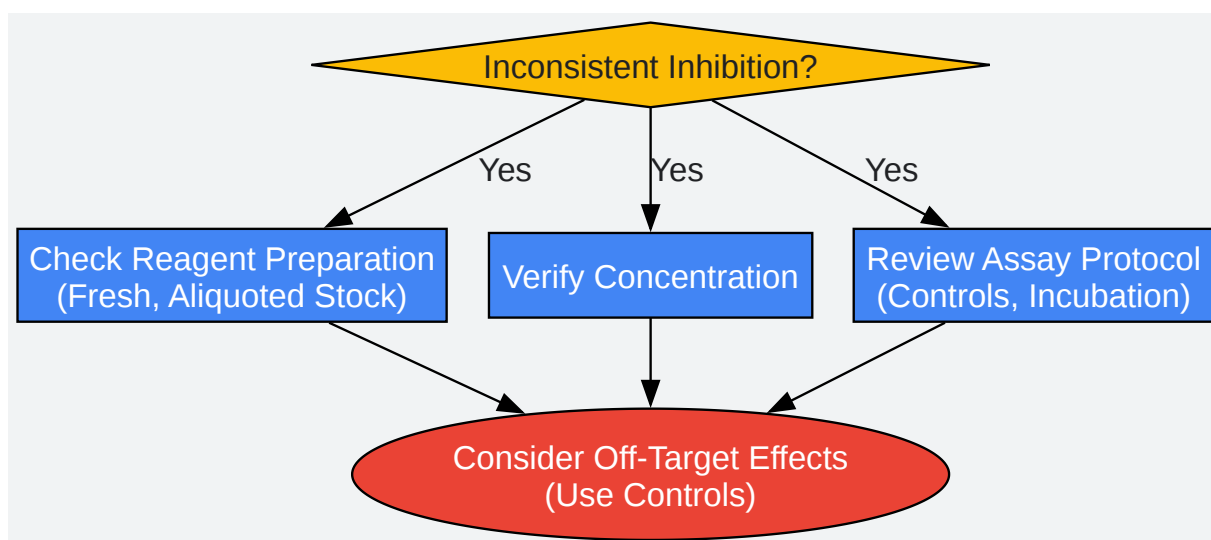 Inconsistent Inhibition?
Yes
Yes
Yes
Check Reagent Preparation
(Fresh, Aliquoted Stock)
Verify Concentration
Review Assay Protocol
(Controls, Incubation)
Consider Off-Target Effects
(Use Controls)